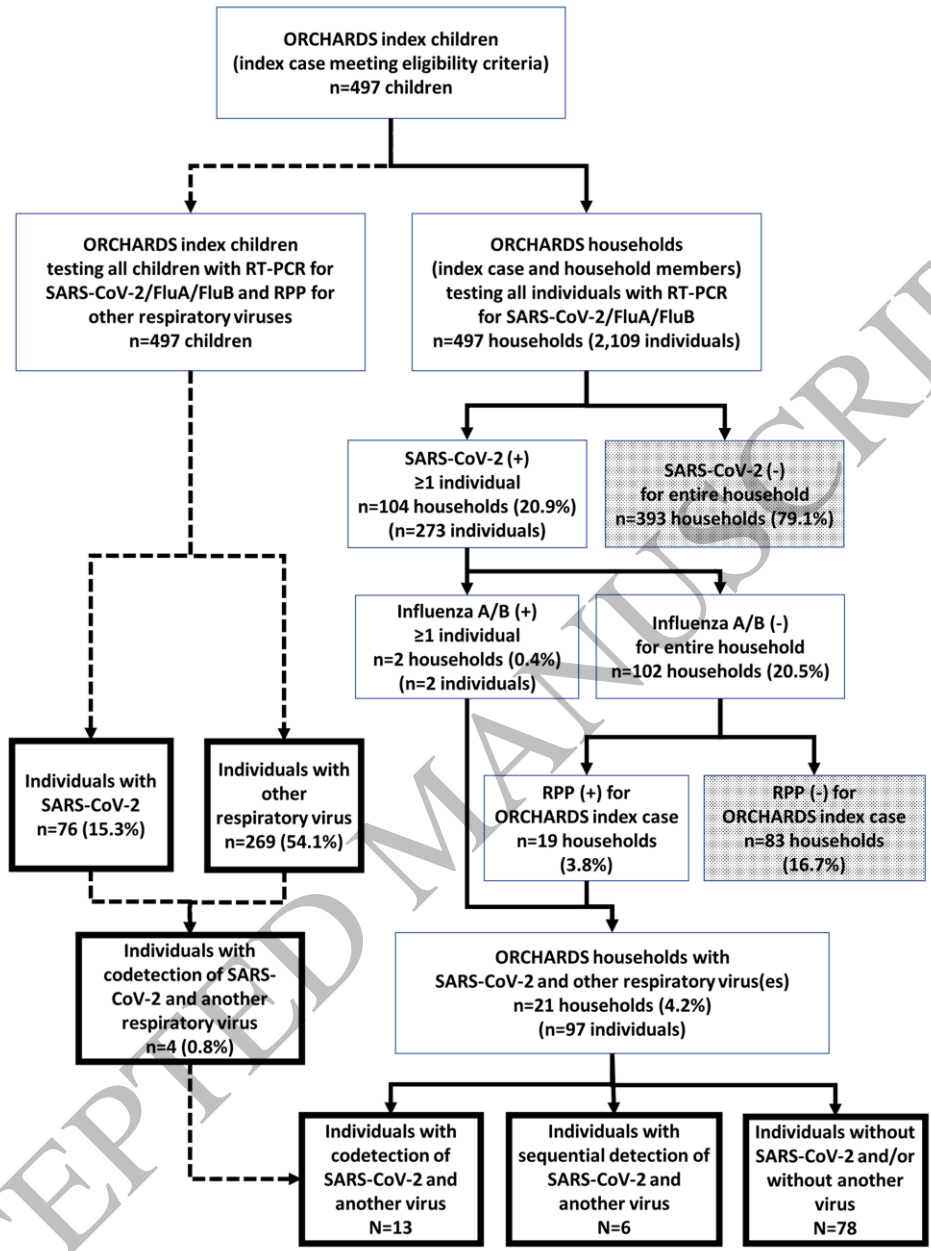 ORCHARDS index children
(index case meeting eligibility criteria)
n=497 children
ORCHARDS index children
testing all children with RT-PCR for
SARS-CoV-2/FluA/FluB and RPP for
other respiratory viruses
n=497 children
ORCHARDS households
(index case and household members)
testing all individuals with RT-PCR
for SARS-CoV-2/FluA/FluB
n=497 households (2,109 individuals)
SARS-CoV-2 (+)
≥1 individual
n=104 households (20.9%)
(n=273 individuals)
SARS-CoV-2 (-)
for entire household
n=393 households (79.1%)
Influenza A/B (+)
≥1 individual
n=2 households (0.4%)
(n=2 individuals)
Influenza A/B (-)
for entire household
n=102 households (20.5%)
Individuals with
SARS-CoV-2
n=76 (15.3%)
Individuals with
other
respiratory virus
n=269 (54.1%)
RPP (+) for
ORCHARDS index case
n=19 households
(3.8%)
RPP (-) for
ORCHARDS index case
n=83 households
(16.7%)
Individuals with
codetection of SARS-
CoV-2 and another
respiratory virus
n=4 (0.8%)
ORCHARDS households with
SARS-CoV-2 and other respiratory virus(es)
n=21 households (4.2%)
(n=97 individuals)
Individuals with
codetection of
SARS-CoV-2 and
another virus
N=13
Individuals with
sequential detection of
SARS-CoV-2 and
another virus
N=6
Individuals without
SARS-CoV-2 and/or
without another
virus
N=78
EPTED MANUSCRI